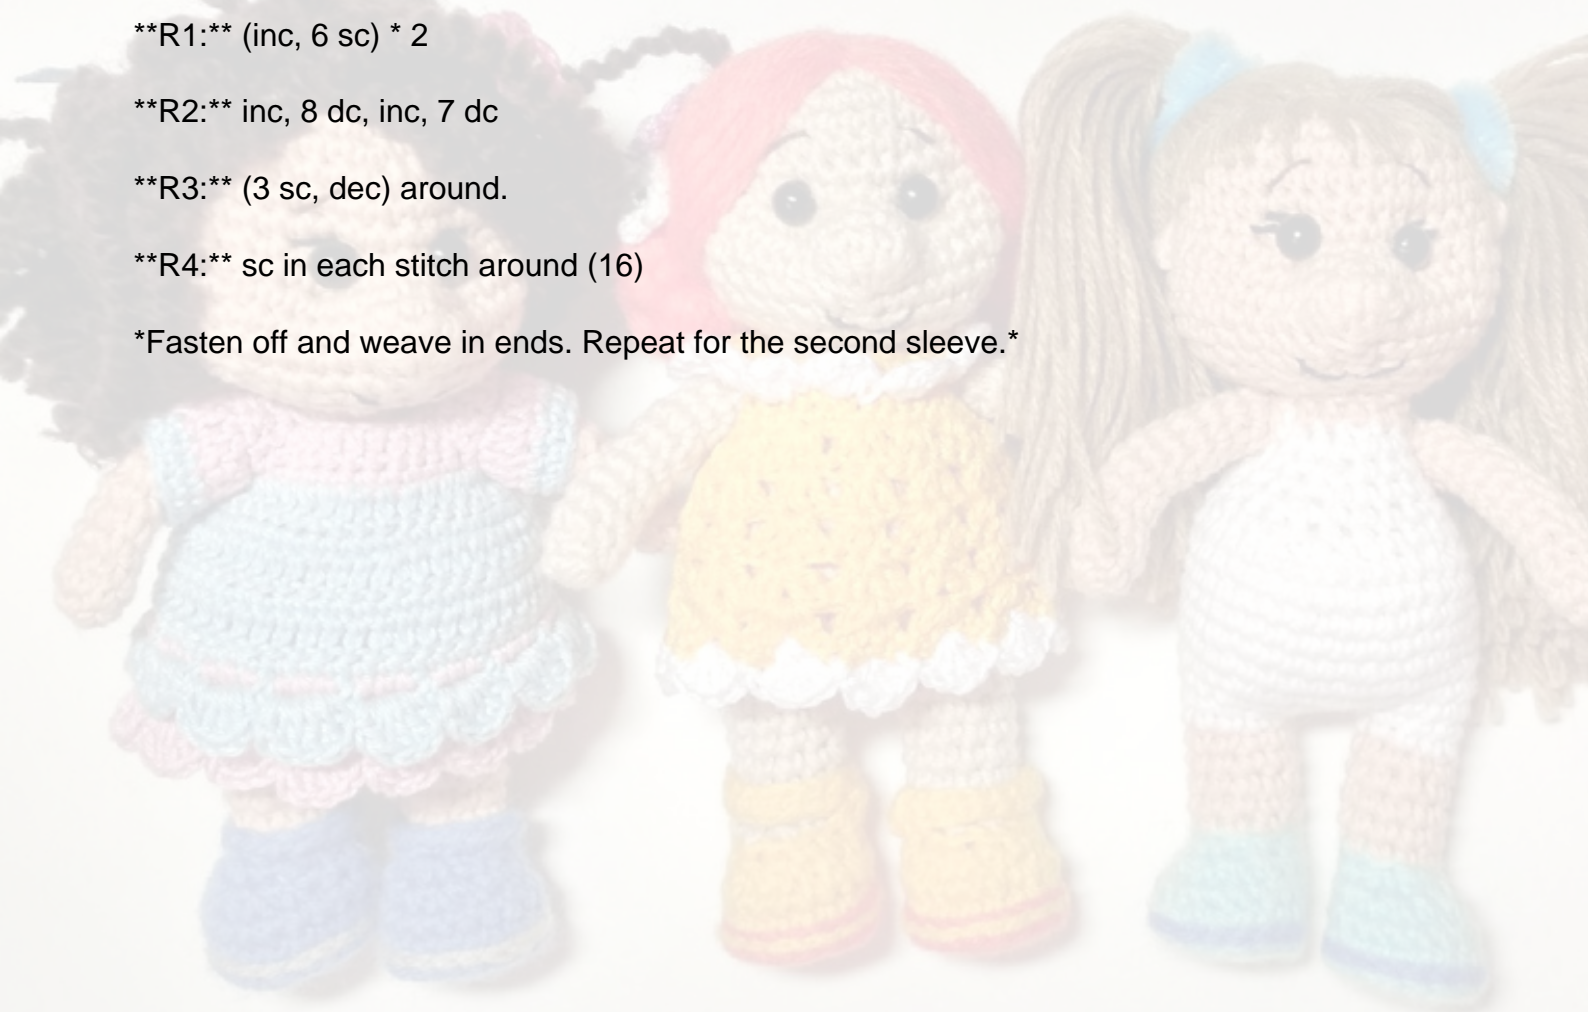 **R1:** (inc, 6 sc) * 2
**R2:** inc, 8 dc, inc, 7 dc
**R3:** (3 sc, dec) around.
**R4:** sc in each stitch around (16)
*Fasten off and weave in ends. Repeat for the second sleeve.*